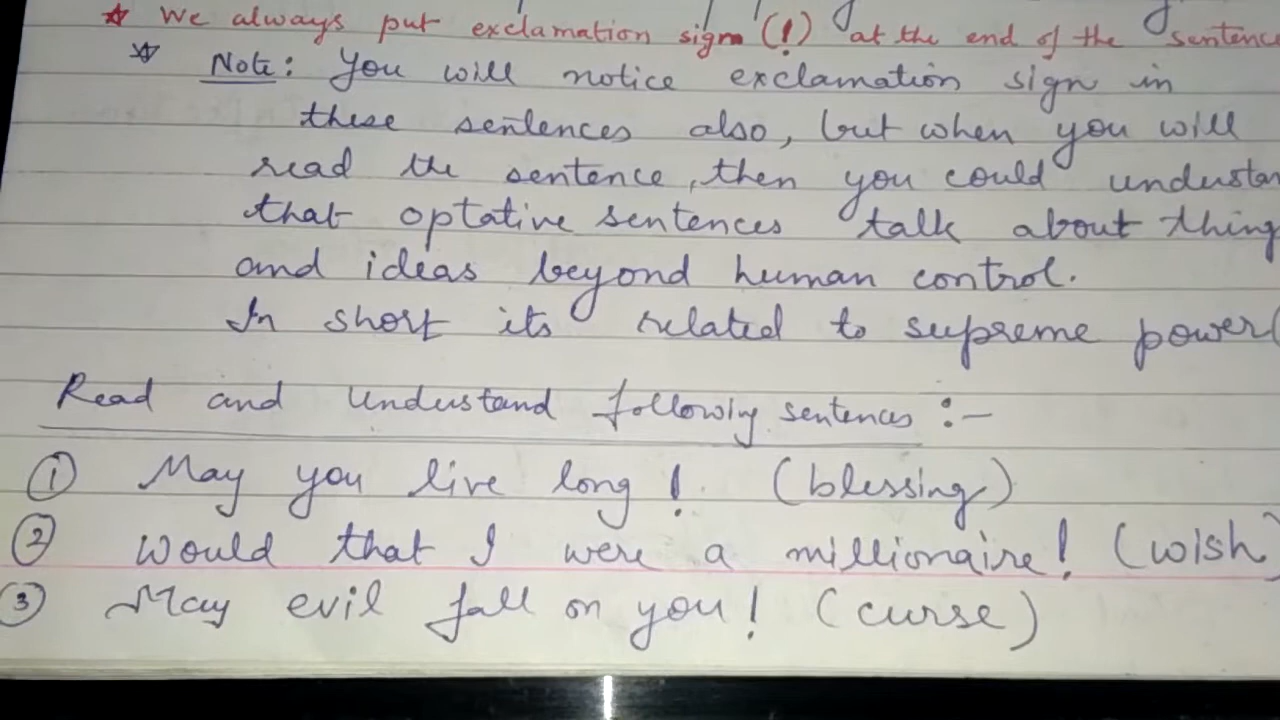 ☆ We always put exclamation sign (!) at the end of the sentence
☆ Note: You will notice exclamation sign in
these sentences also, but when you will
read the sentence, then you could understan
that optative sentences talk about thing
and ideas beyond human control.
In short its related to supreme power(
Read and Understand following sentences :-
① May you live long! (blessing)
② Would that I were a millionaire! (wish)
③ May evil fall on you! (curse)